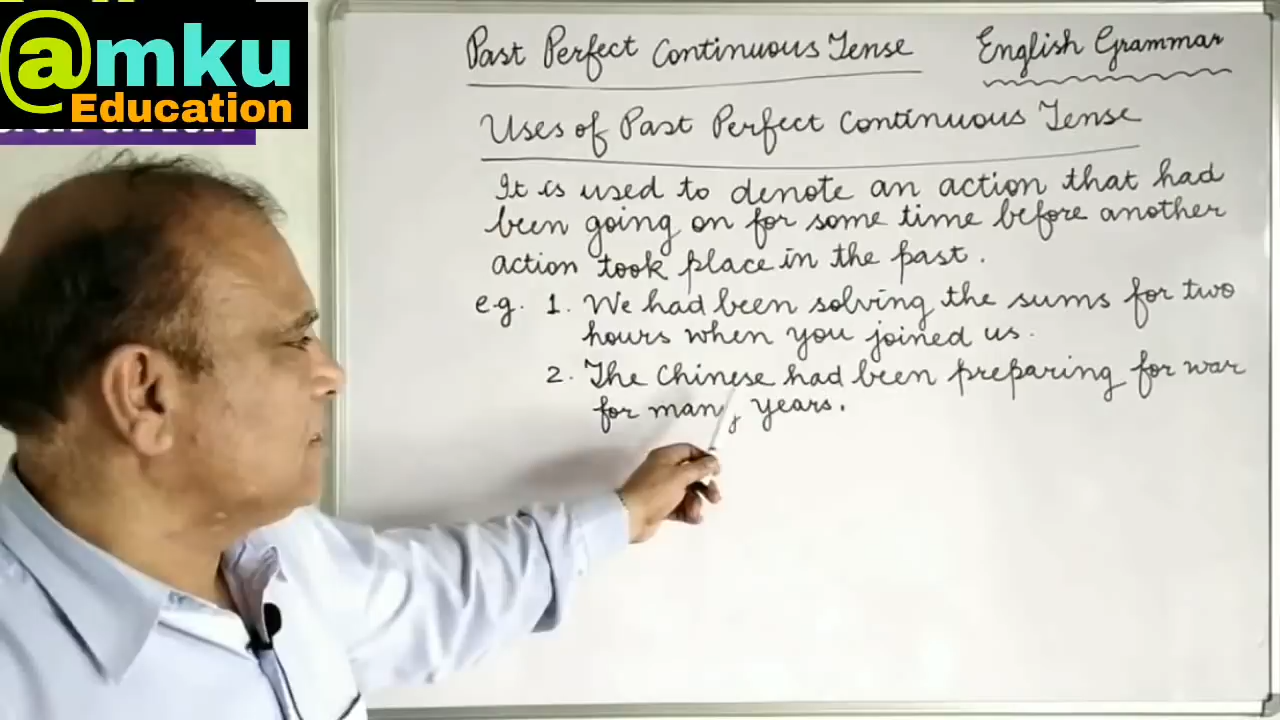 @amku
Education
Past Perfect Continuous Tense
English Grammar
Uses of Past Perfect Continuous Tense
It is used to denote an action that had
been going on for some time before another
action took place in the past.
e.g. 1. We had been solving the sums for two
hours when you joined us.
2. The Chinese had been preparing for war
for many years.